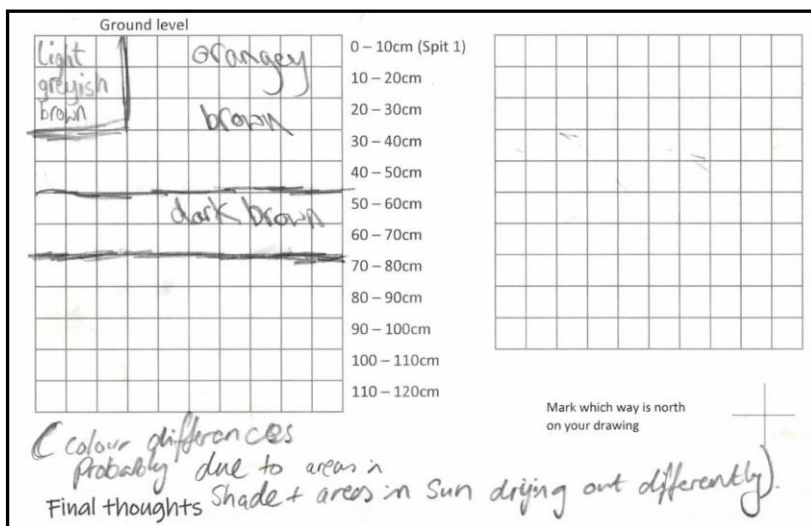 Ground level
light
greyish
brown
orangey
brown
dark brown
0 – 10cm (Spit 1)
10 – 20cm
20 – 30cm
30 – 40cm
40 – 50cm
50 – 60cm
60 – 70cm
70 – 80cm
80 – 90cm
90 – 100cm
100 – 110cm
110 – 120cm
Mark which way is north
on your drawing
(colour differences
Probably due to areas in
Final thoughts Shade + areas in Sun drying out differently).